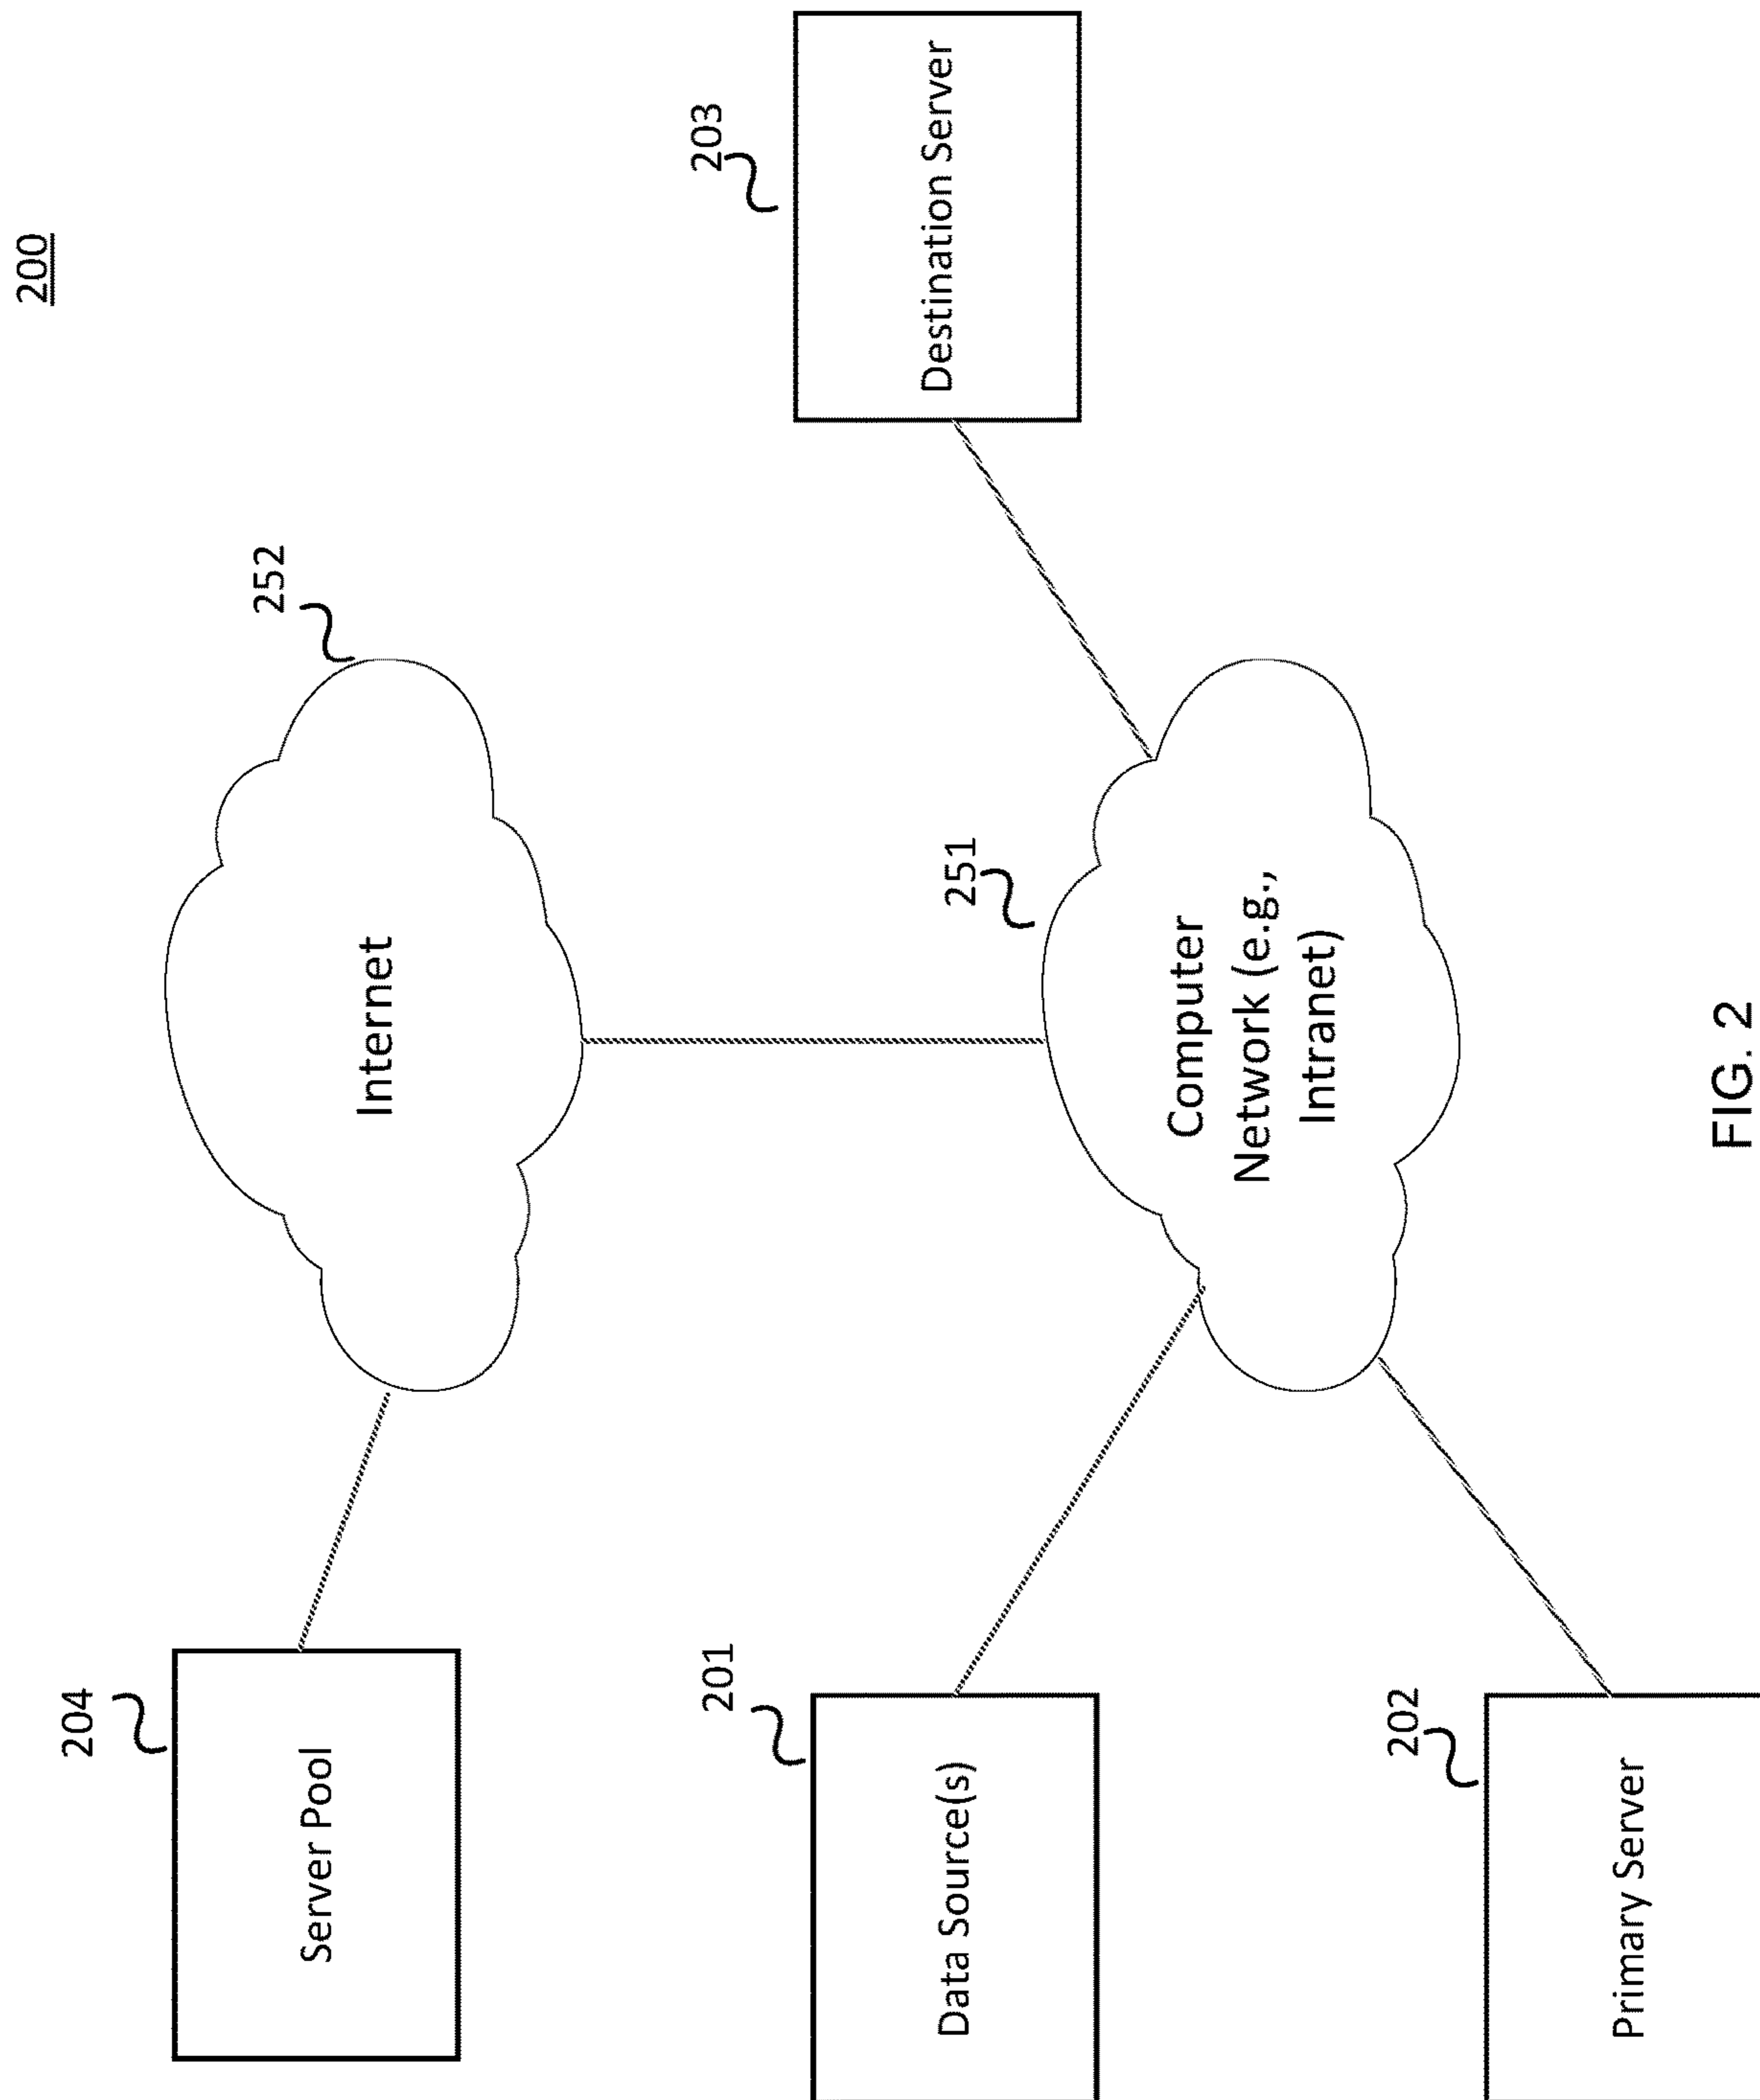 200
252
Internet
204
Server Pool
203
Destination Server
251
Computer
Network (e.g.,
Intranet)
201
Data Source(s)
202
Primary Server
FIG. 2